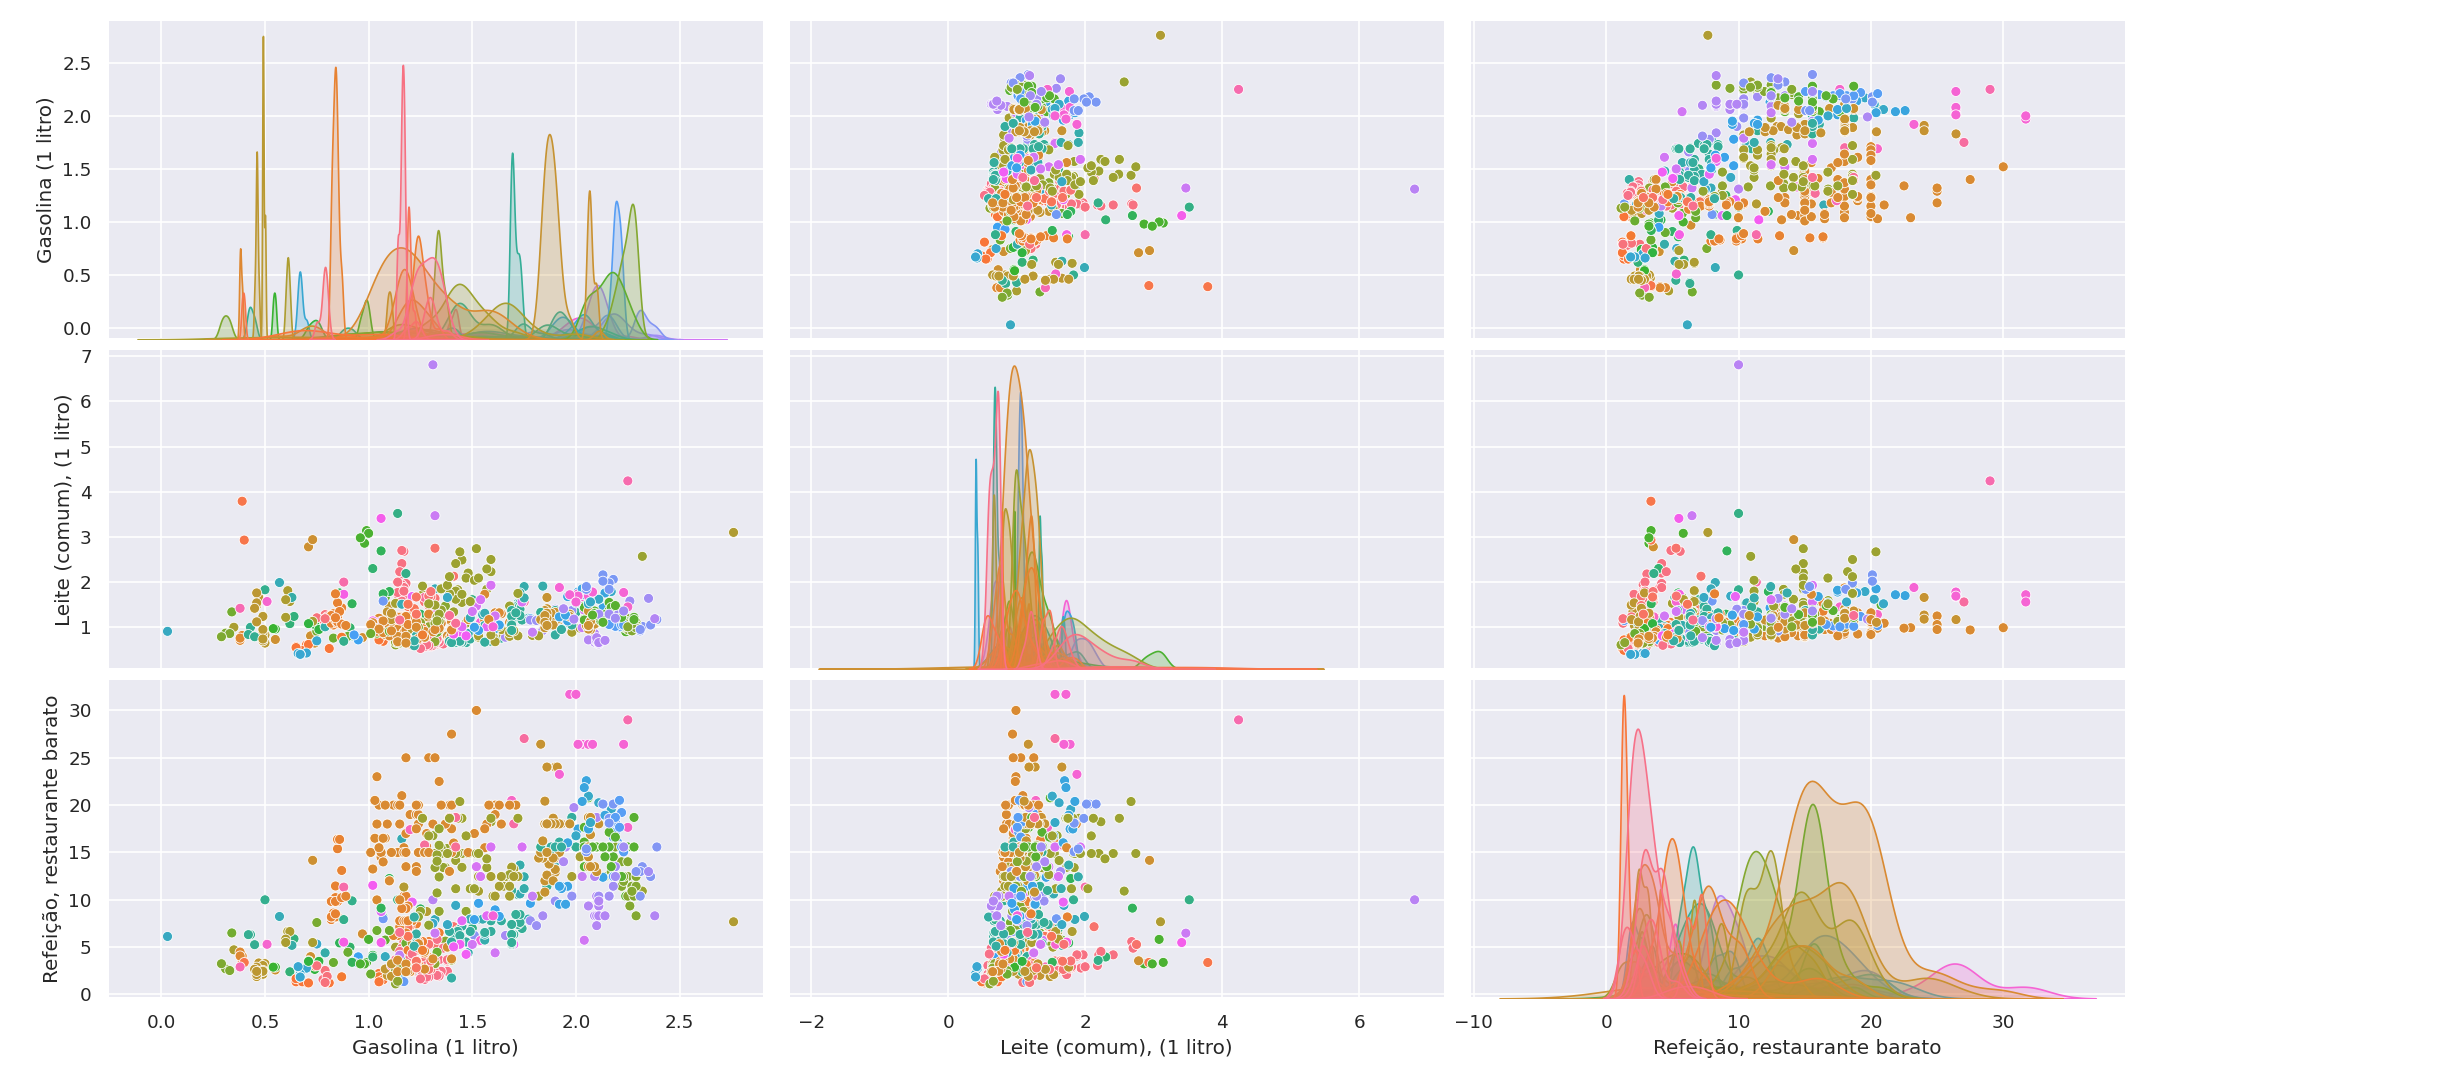 2.5
2.0
1.5
1.0
0.5
0.0
Gasolina (1 litro)
7
6
5
4
3
2
1
Leite (comum), (1 litro)
30
25
20
15
10
5
0
Refeição, restaurante barato
0.0 0.5 1.0 1.5 2.0 2.5
Gasolina (1 litro)
−2 0 2 4 6
Leite (comum), (1 litro)
−10 0 10 20 30
Refeição, restaurante barato